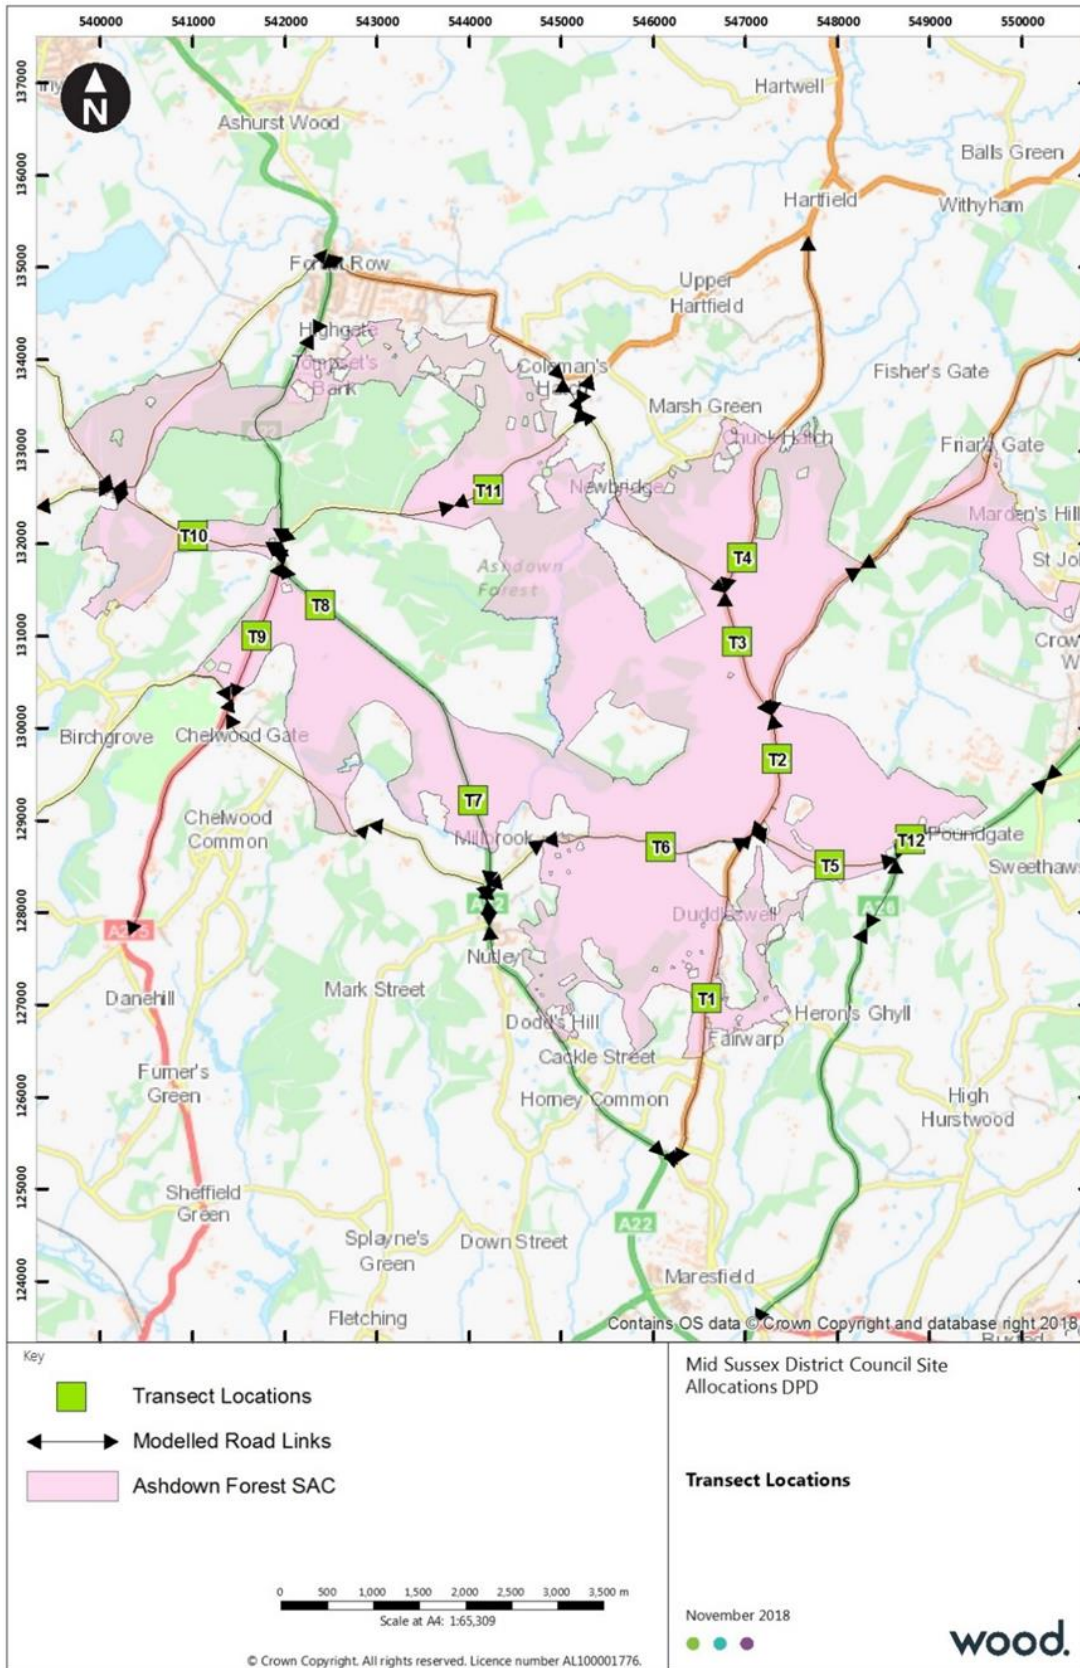 540000 541000 542000 543000 544000 545000 546000 547000 548000 549000 550000
137000
136000
135000
134000
133000
132000
131000
130000
129000
128000
127000
126000
125000
124000
N
Hartwell
Ashurst Wood
Balls Green
Hartfield
Withyham
Forest Row
Upper
Hartfield
Highgate
Tompset's
Bank
Coleman's
Fisher's Gate
Marsh Green
Chuck Hatch
Friar's Gate
Newbridge
T11
Marden's Hill
T10
T4
Ashdown
Forest
T8
T9
T3
Birchgrove
Chelwood Gate
T2
T7
Chelwood
Common
Millbrook
T6
T12
Poundgate
T5
Sweethaws
A22
A26
Duddleswell
A275
Nutley
Mark Street
Danehill
T1
Dodd's Hill
Heron's Ghyll
Fairwarp
Cackle Street
Furner's
Green
Horney Common
High
Hurstwood
Sheffield
Green
A22
Splayne's
Green
Down Street
Maresfield
Fletching
Contains OS data © Crown Copyright and database right 2018
Key
Transect Locations
Modelled Road Links
Ashdown Forest SAC
0 500 1,000 1,500 2,000 2,500 3,000 3,500 m
Scale at A4: 1:65,309
© Crown Copyright. All rights reserved. Licence number AL100001776.
Mid Sussex District Council Site
Allocations DPD
Transect Locations
November 2018
wood.